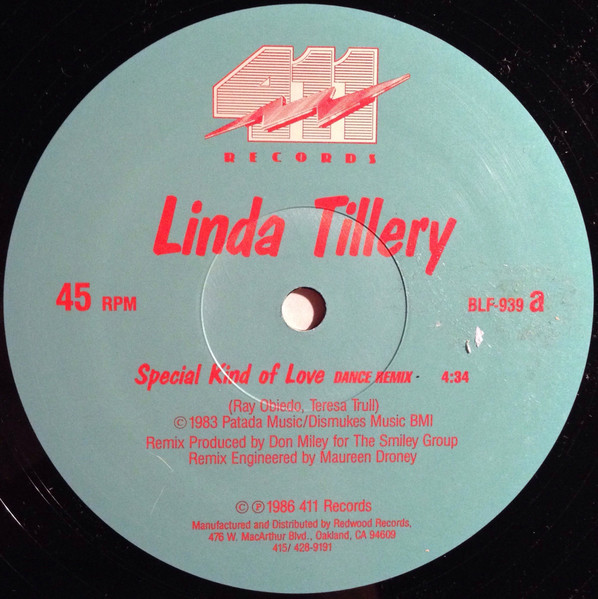 411
RECORDS
Linda Tillery
45 RPM
BLF-939 a
Special Kind of Love DANCE REMIX - 4:34
(Ray Obiedo, Teresa Trull)
©1983 Patada Music/Dismukes Music BMI
Remix Produced by Don Miley for The Smiley Group
Remix Engineered by Maureen Droney
© ℗ 1986 411 Records
Manufactured and Distributed by Redwood Records,
476 W. MacArthur Blvd., Oakland, CA 94609
415/ 428-9191